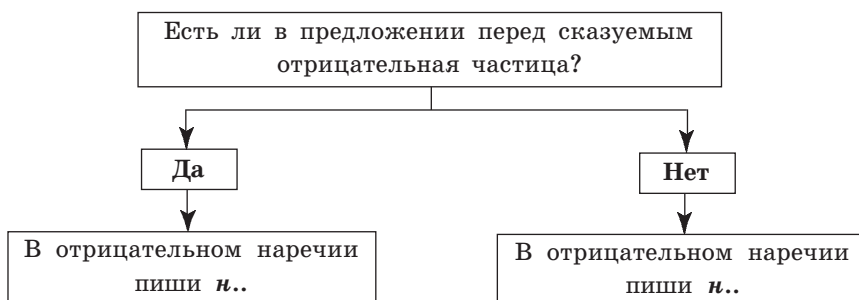 Есть ли в предложении перед сказуемым
отрицательная частица?
Да
Нет
В отрицательном наречии
пиши н..
В отрицательном наречии
пиши н..